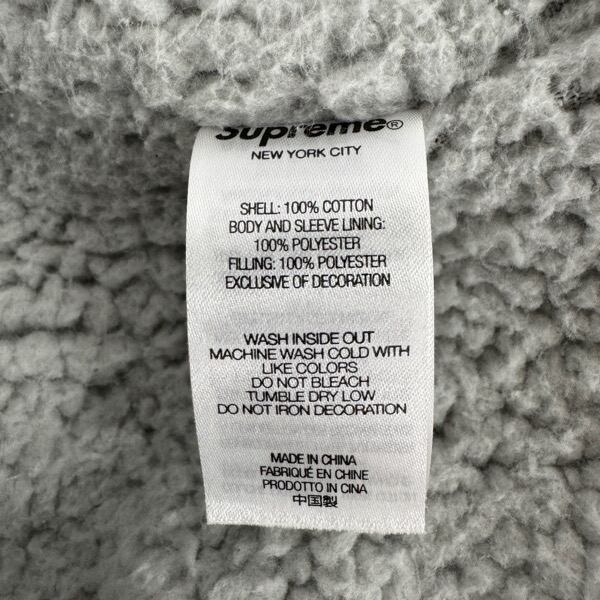 Supreme®
NEW YORK CITY
SHELL: 100% COTTON
BODY AND SLEEVE LINING:
100% POLYESTER
FILLING: 100% POLYESTER
EXCLUSIVE OF DECORATION
WASH INSIDE OUT
MACHINE WASH COLD WITH
LIKE COLORS
DO NOT BLEACH
TUMBLE DRY LOW
DO NOT IRON DECORATION
MADE IN CHINA
FABRIQUÉ EN CHINE
PRODOTTO IN CINA
中国製